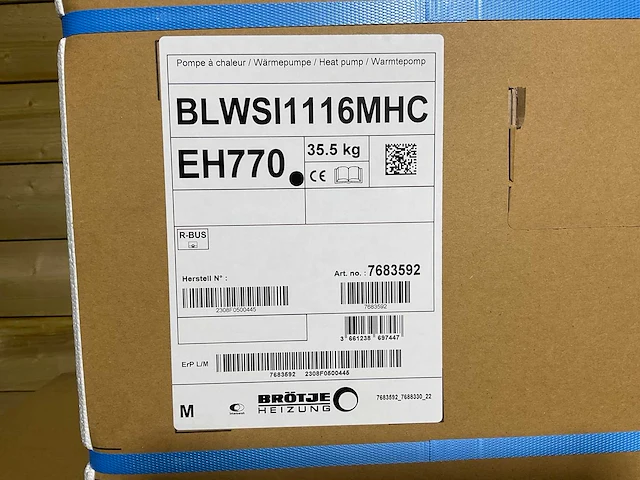 Pompe à chaleur / Wärmepumpe / Heat pump / Warmtepomp
BLWSI1116MHC
EH770
35.5 kg
CE
R-BUS
Herstell N° :
Art. no. : 7683592
2308F0500445
7683592
3 661238 697447
ErP L/M
7683592 2308F0500445
M
BRÖTJE
HEIZUNG
7683592_7688330_22